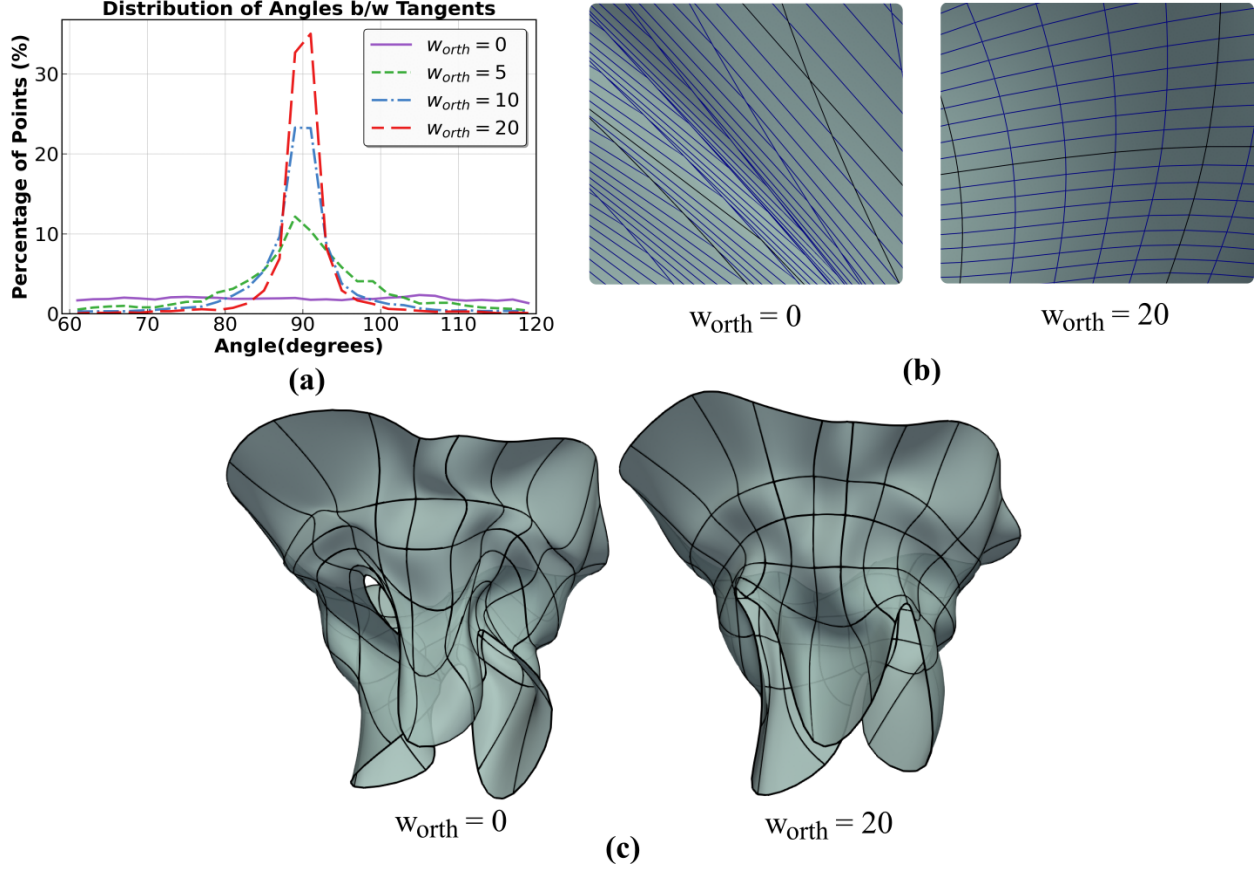 Distribution of Angles b/w Tangents
Percentage of Points (%)
30
20
10
0
w_orth = 0
w_orth = 5
w_orth = 10
w_orth = 20
60 70 80 90 100 110 120
Angle(degrees)
(a)
w_orth = 0
w_orth = 20
(b)
w_orth = 0
w_orth = 20
(c)